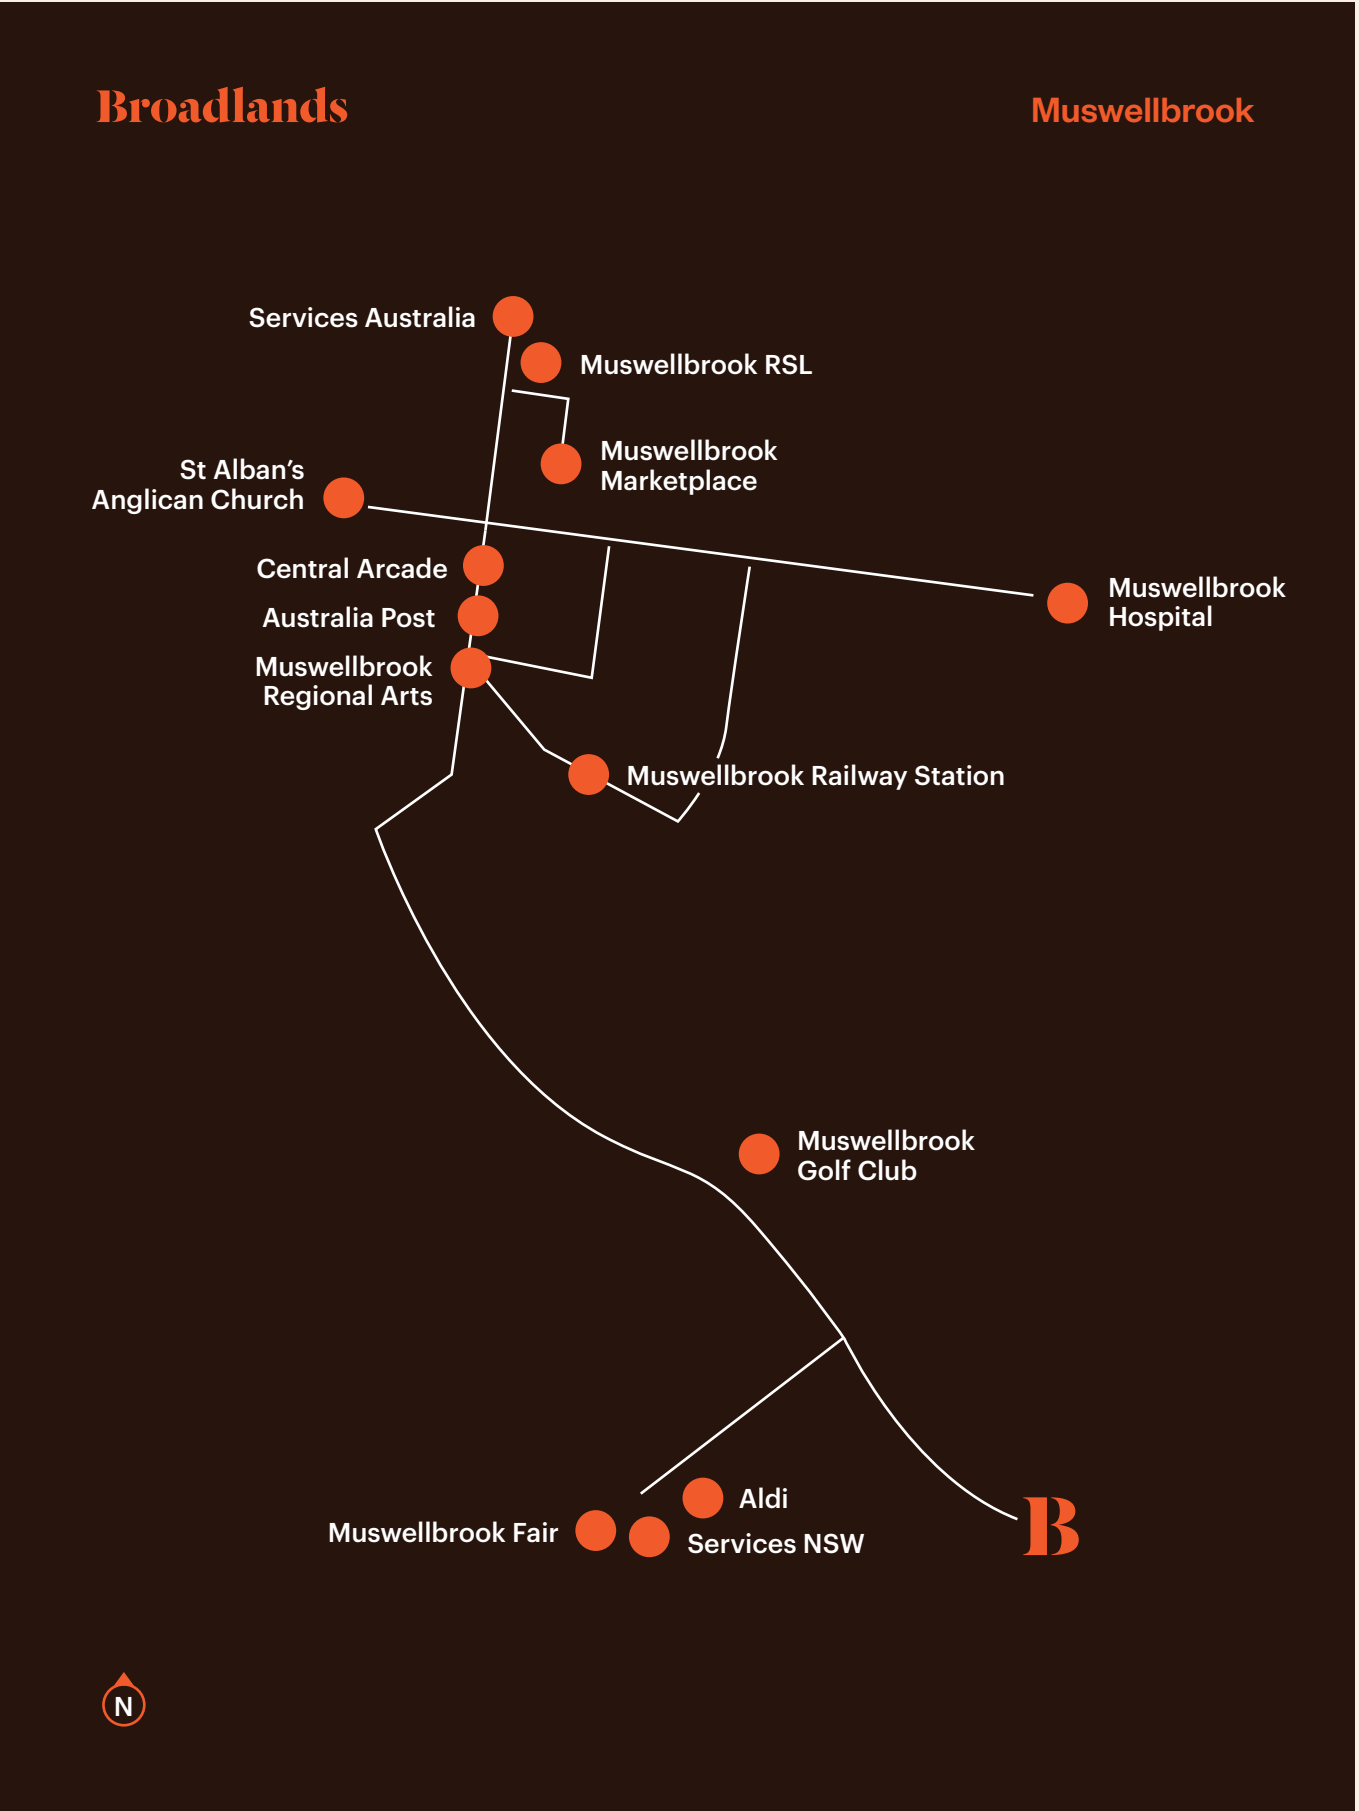 Broadlands
Muswellbrook
Services Australia
Muswellbrook RSL
Muswellbrook
Marketplace
St Alban’s
Anglican Church
Central Arcade
Muswellbrook
Hospital
Australia Post
Muswellbrook
Regional Arts
Muswellbrook Railway Station
Muswellbrook
Golf Club
Aldi
Muswellbrook Fair
Services NSW
B
N